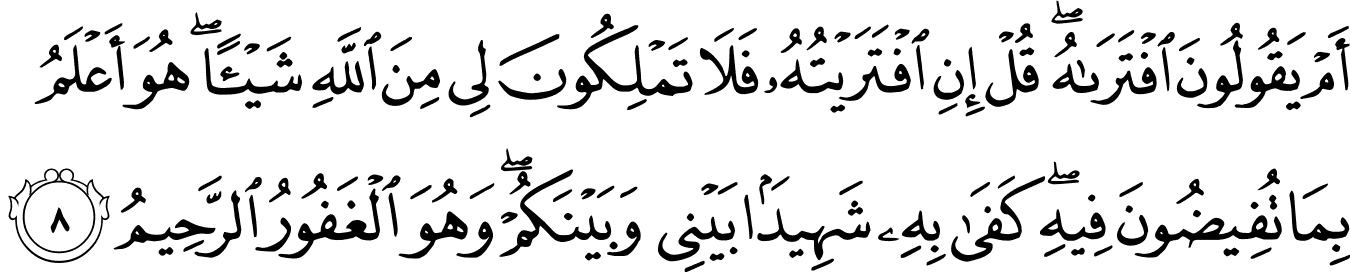 أَمْ يَقُولُونَ ٱفْتَرَىٰهُ ۖ قُلْ إِنِ ٱفْتَرَيْتُهُۥ فَلَا تَمْلِكُونَ لِى مِنَ ٱللَّهِ شَيْـًٔا ۖ هُوَ أَعْلَمُ
بِمَا تُفِيضُونَ فِيهِ ۖ كَفَىٰ بِهِۦ شَهِيدًۢا بَيْنِى وَبَيْنَكُمْ ۖ وَهُوَ ٱلْغَفُورُ ٱلرَّحِيمُ ٨